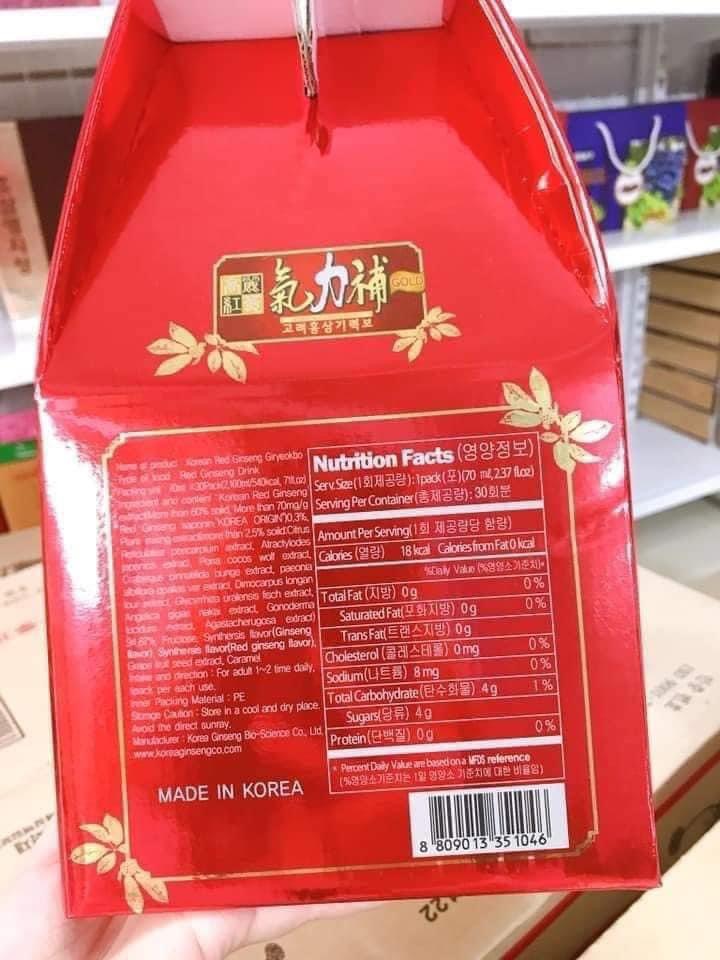 高麗
紅蔘
氣力補
GOLD
고려홍삼기력보
Name of product : Korean Red Ginseng Giryeokbo
Type of food : Red Ginseng Drink
Packing unit : 70ml ×30Pack(2,100ml/540kcal, 71fl.oz)
Ingredient and content : Korean Red Ginseng
than 60% solid, More than 70mg/g
Red Ginseng saponin KOREA ORIGIN)0.3%,
Plant mixing extract(more than 2.5% solid:Citrus
pericarpium extract, Atractylodes
japonica extract, Poria cocos wolf extract,
Crataegus pinnatifida bunge extract, paeonia
extract, Dimocarpus longan
extract, Glycyrrhiza uralensis fisch extract,
Angelica gigas nakai extract, Gonoderma
lucidum extract, Agastacherugosa extract)
Fructose, Synthersis flavor(Ginseng
flavor) Synthersis flavor(Red ginseng flavor),
Grape fruit seed extract, Caramel
Intake and direction : For adult 1~2 time daily,
1pack per each use.
Inner Packing Material : PE
Storage Caution : Store in a cool and dry place.
Avoid the direct sunray.
Manufacturer : Korea Ginseng Bio-Science Co., Ltd.
www.koreaginsengco.com
MADE IN KOREA
Nutrition Facts (영양정보)
Serv. Size (1회제공량) : 1pack (포)(70 ml, 2.37 fl.oz)
Serving Per Container (총제공량) : 30회분
Amount Per Serving(1회 제공량당 함량)
Calories (열량) 18 kcal Calories from Fat 0 kcal
%Daily Value (%영양소기준치)*
Total Fat (지방) 0g 0%
Saturated Fat(포화지방) 0g 0%
Trans Fat(트랜스지방) 0g
Cholesterol (콜레스테롤) 0mg 0%
Sodium(나트륨) 8mg 0%
Total Carbohydrate(탄수화물) 4g 1%
Sugars(당류) 4g
Protein(단백질) 0g 0%
* Percent Daily Value are based on a MFDS reference
(%영양소기준치는 1일 영양소 기준치에 대한 비율임)
8 809013 351046
122